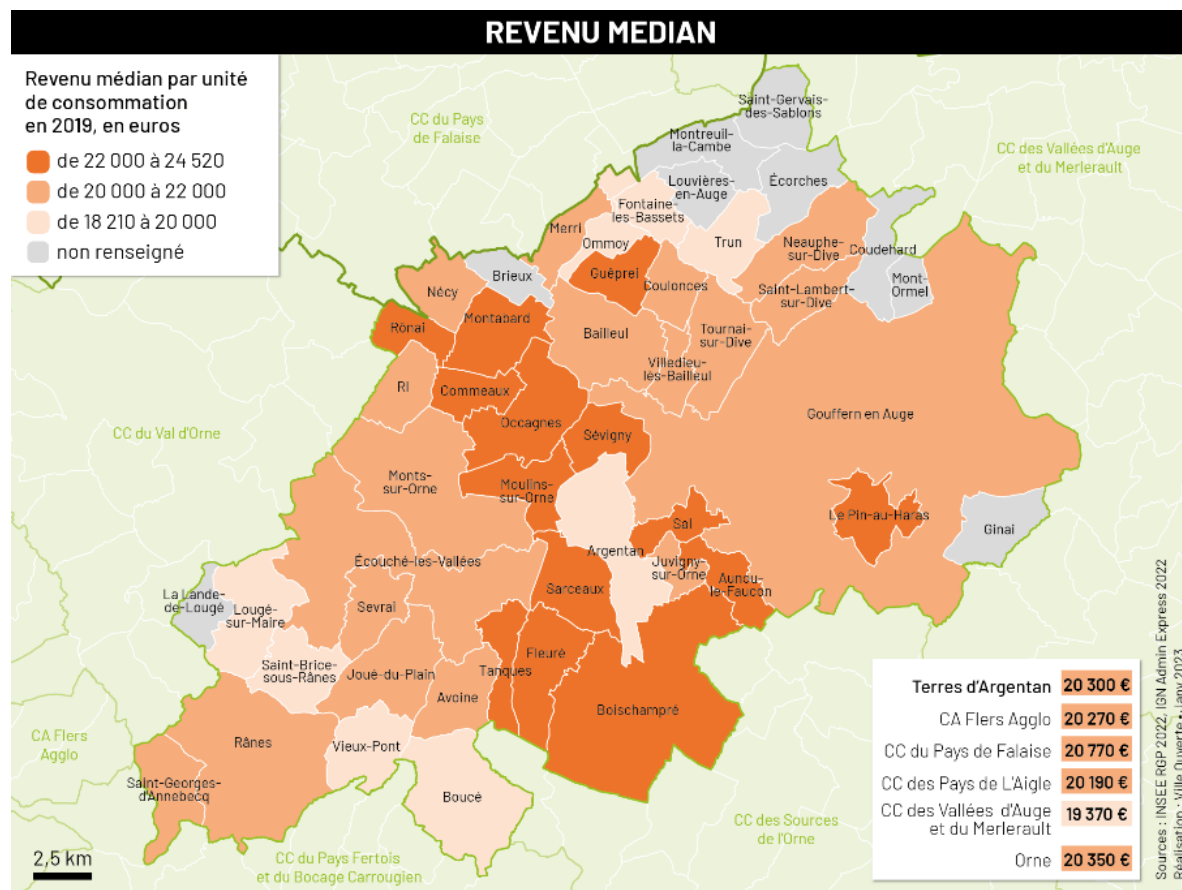 REVENU MEDIAN
Revenu médian par unité
de consommation
en 2019, en euros
de 22 000 à 24 520
de 20 000 à 22 000
de 18 210 à 20 000
non renseigné
CC du Pays
de Falaise
CC des Vallées d'Auge
et du Merlerault
Saint-Gervais-
des-Sablons
Montreuil-
la-Cambe
Louvières-
en-Auge
Écorches
Fontaine-
les-Bassets
Merri
Ommoy
Trun
Neauphe-
sur-Dive
Coudehard
Mont-
Ormel
Brieux
Guêprei
Coulonces
Saint-Lambert-
sur-Dive
Nécy
Montabard
Rônai
Bailleul
Tournai-
sur-Dive
Villedieu-
lès-Bailleul
RI
Commeaux
Occagnes
Gouffern en Auge
CC du Val d'Orne
Sévigny
Monts-
sur-Orne
Moulins-
sur-Orne
Le Pin-au-Haras
Ginai
Sai
Argentan
Juvigny-
sur-Orne
Écouché-les-Vallées
Aunou-
le-Faucon
Sarceaux
La Lande-
de-Lougé
Lougé-
sur-Maire
Sevrai
Saint-Brice-
sous-Rânes
Joué-du-Plain
Tanques
Fleuré
Avoine
Boischampré
CA Flers
Agglo
Rânes
Vieux-Pont
Saint-Georges-
d'Annebecq
Boucé
CC des Sources
de l'Orne
CC du Pays Fertois
et du Bocage Carrougien
2,5 km
Terres d'Argentan 20 300 €
CA Flers Agglo 20 270 €
CC du Pays de Falaise 20 770 €
CC des Pays de L'Aigle 20 190 €
CC des Vallées d'Auge
et du Merlerault 19 370 €
Orne 20 350 €
Sources : INSEE RGP 2022, IGN Admin Express 2022
Réalisation : Ville Ouverte • Janv 2023